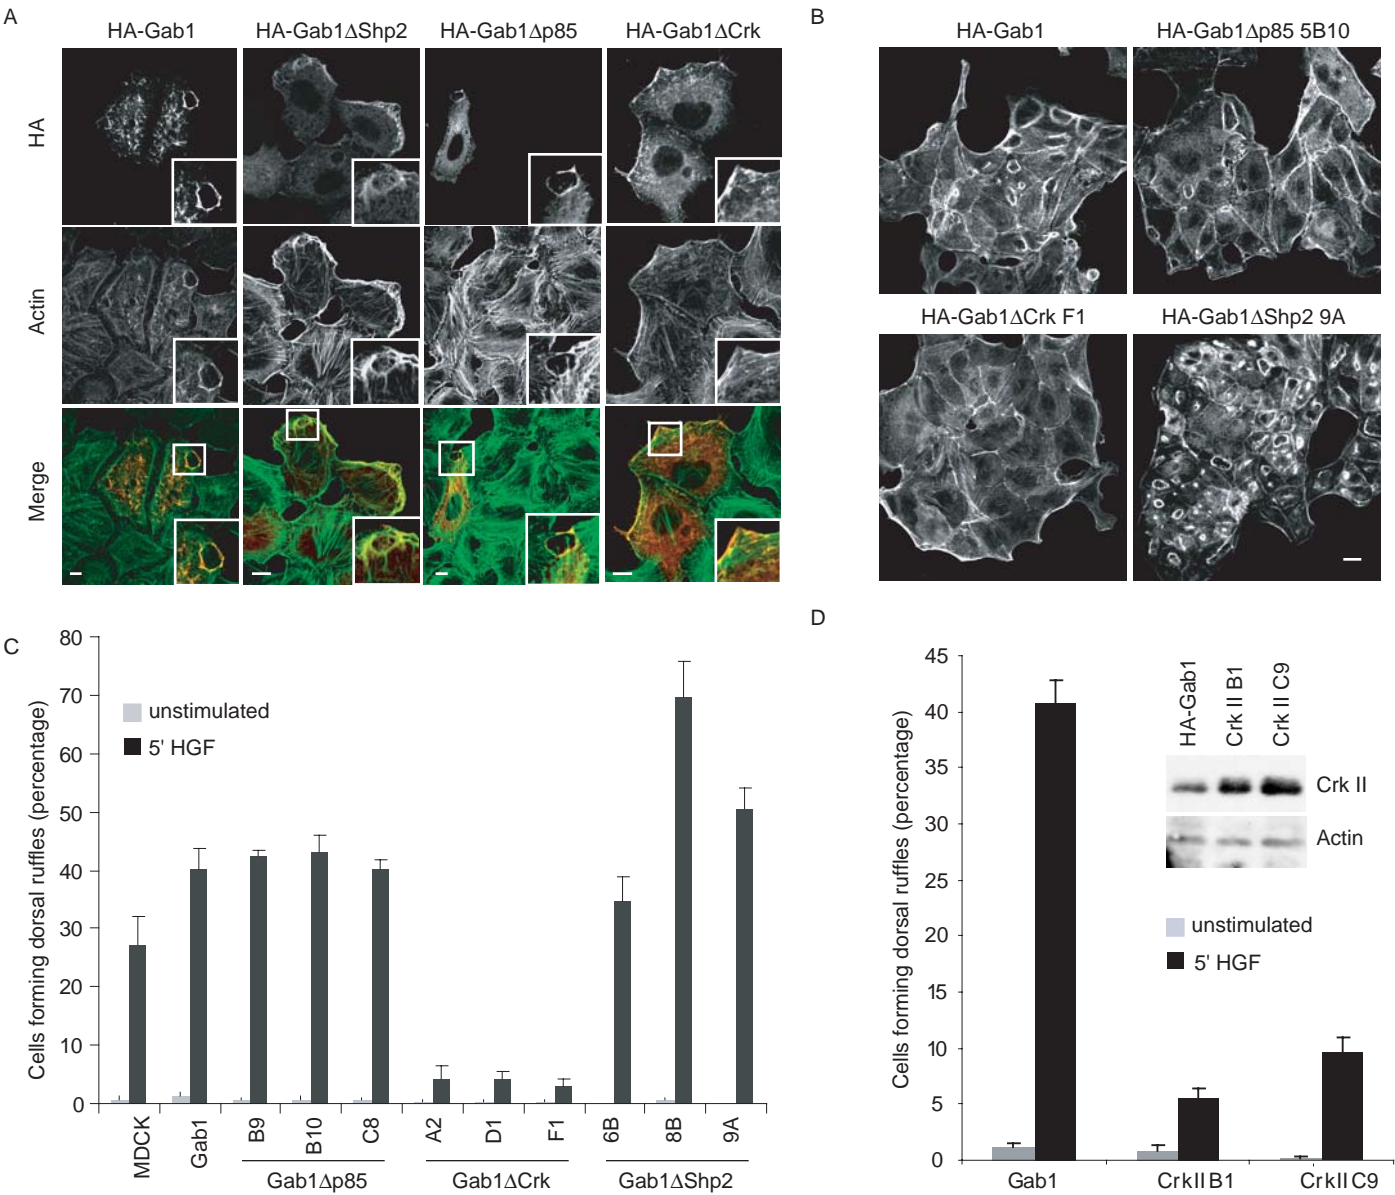 A
HA-Gab1
HA-Gab1ΔShp2
HA-Gab1Δp85
HA-Gab1ΔCrk
HA
Actin
Merge
B
HA-Gab1
HA-Gab1Δp85 5B10
HA-Gab1ΔCrk F1
HA-Gab1ΔShp2 9A
C
Cells forming dorsal ruffles (percentage)
80
70
60
50
40
30
20
10
0
unstimulated
5' HGF
MDCK
Gab1
B9
B10
C8
A2
D1
F1
6B
8B
9A
Gab1Δp85
Gab1ΔCrk
Gab1ΔShp2
D
Cells forming dorsal ruffles (percentage)
45
40
35
30
25
20
15
10
5
0
HA-Gab1
Crk II B1
Crk II C9
Crk II
Actin
unstimulated
5' HGF
Gab1
CrkII B1
CrkII C9